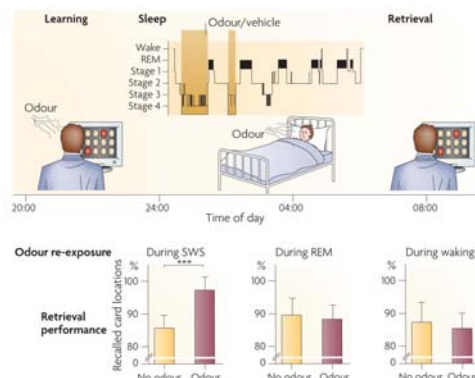 Learning Sleep Odour/vehicle Retrieval
Wake
REM
Stage 1
Stage 2
Stage 3
Stage 4
Odour
Odour
20:00 24:00 04:00 08:00
Time of day
Odour re-exposure During SWS During REM During waking
Retrieval performance
Recalled card locations
% *** % %
100 100 100
90 90 90
80 80 80
No odour Odour No odour Odour No odour Odour